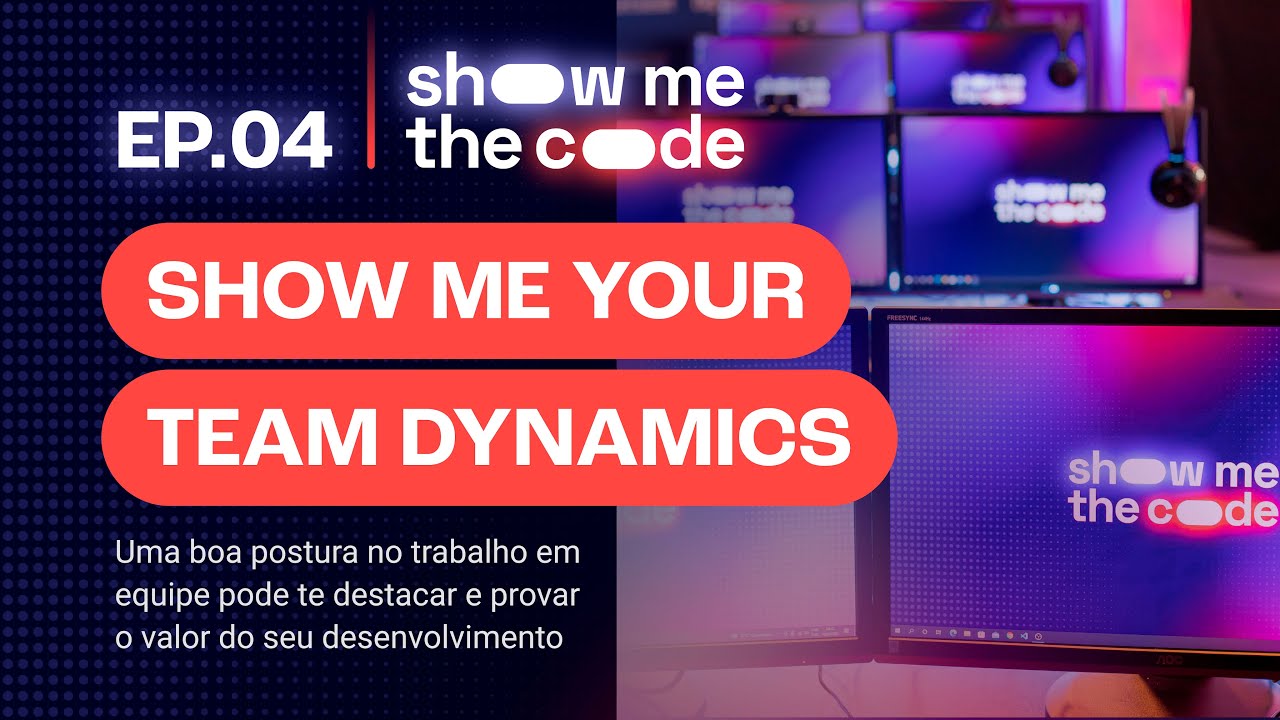 EP.04
show me
the code
SHOW ME YOUR
TEAM DYNAMICS
Uma boa postura no trabalho em
equipe pode te destacar e provar
o valor do seu desenvolvimento
show me
the code
show me
the code
show me
the code
FREESYNC
AOC